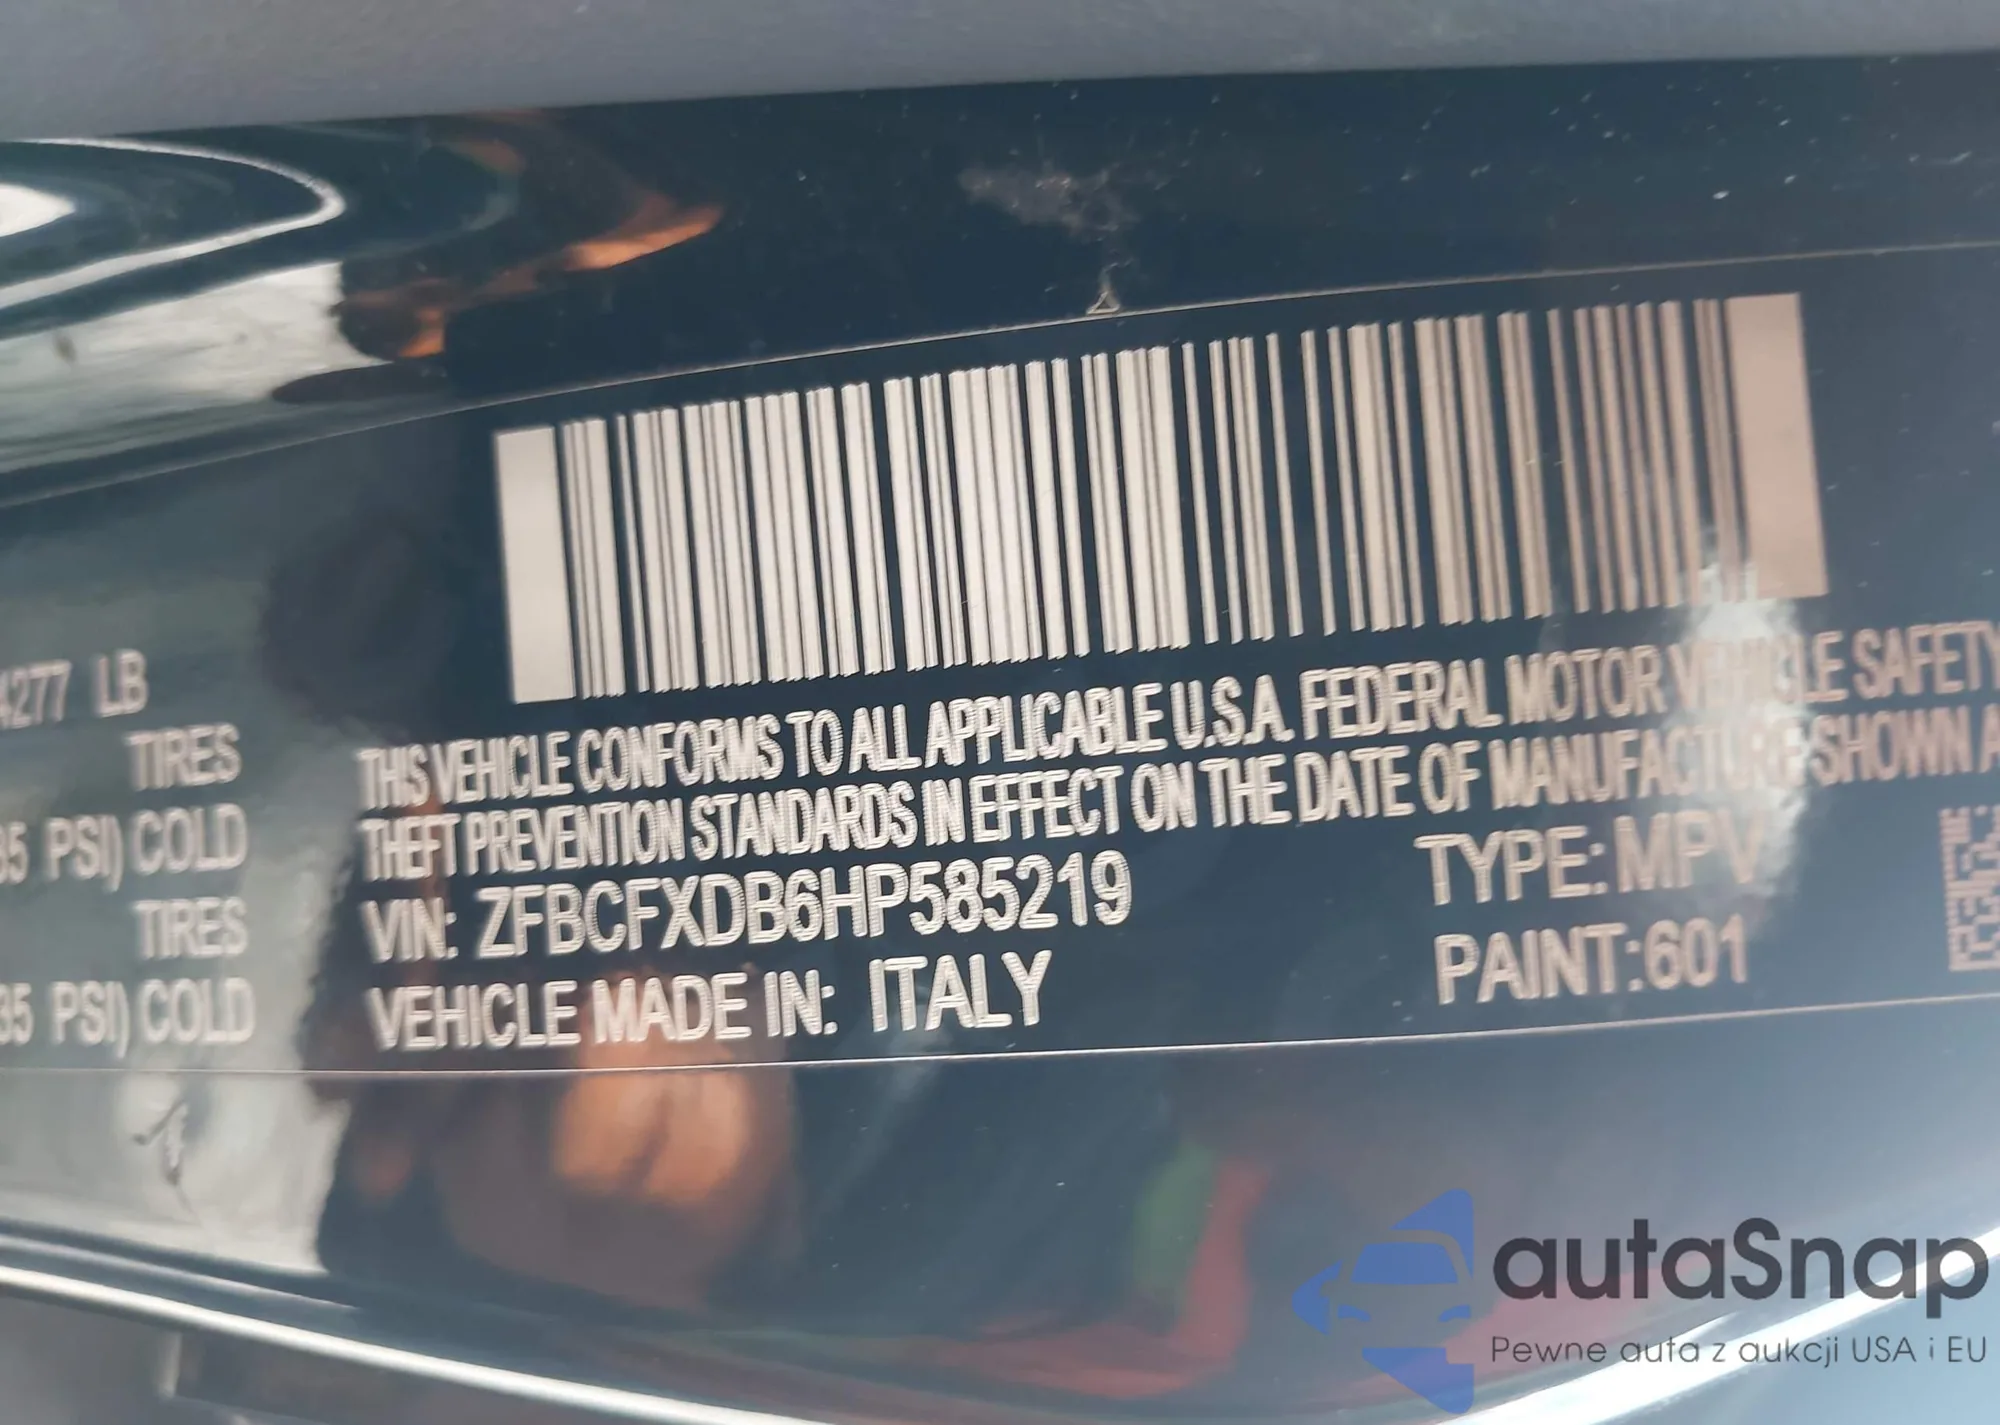 4277 LB
TIRES
35 PSI) COLD
TIRES
35 PSI) COLD
THIS VEHICLE CONFORMS TO ALL APPLICABLE U.S.A. FEDERAL MOTOR VEHICLE SAFETY
THEFT PREVENTION STANDARDS IN EFFECT ON THE DATE OF MANUFACTURE SHOWN A
VIN: ZFBCFXDB6HP585219
TYPE: MPV
VEHICLE MADE IN: ITALY
PAINT:601
autaSnap
Pewne auta z aukcji USA i EU